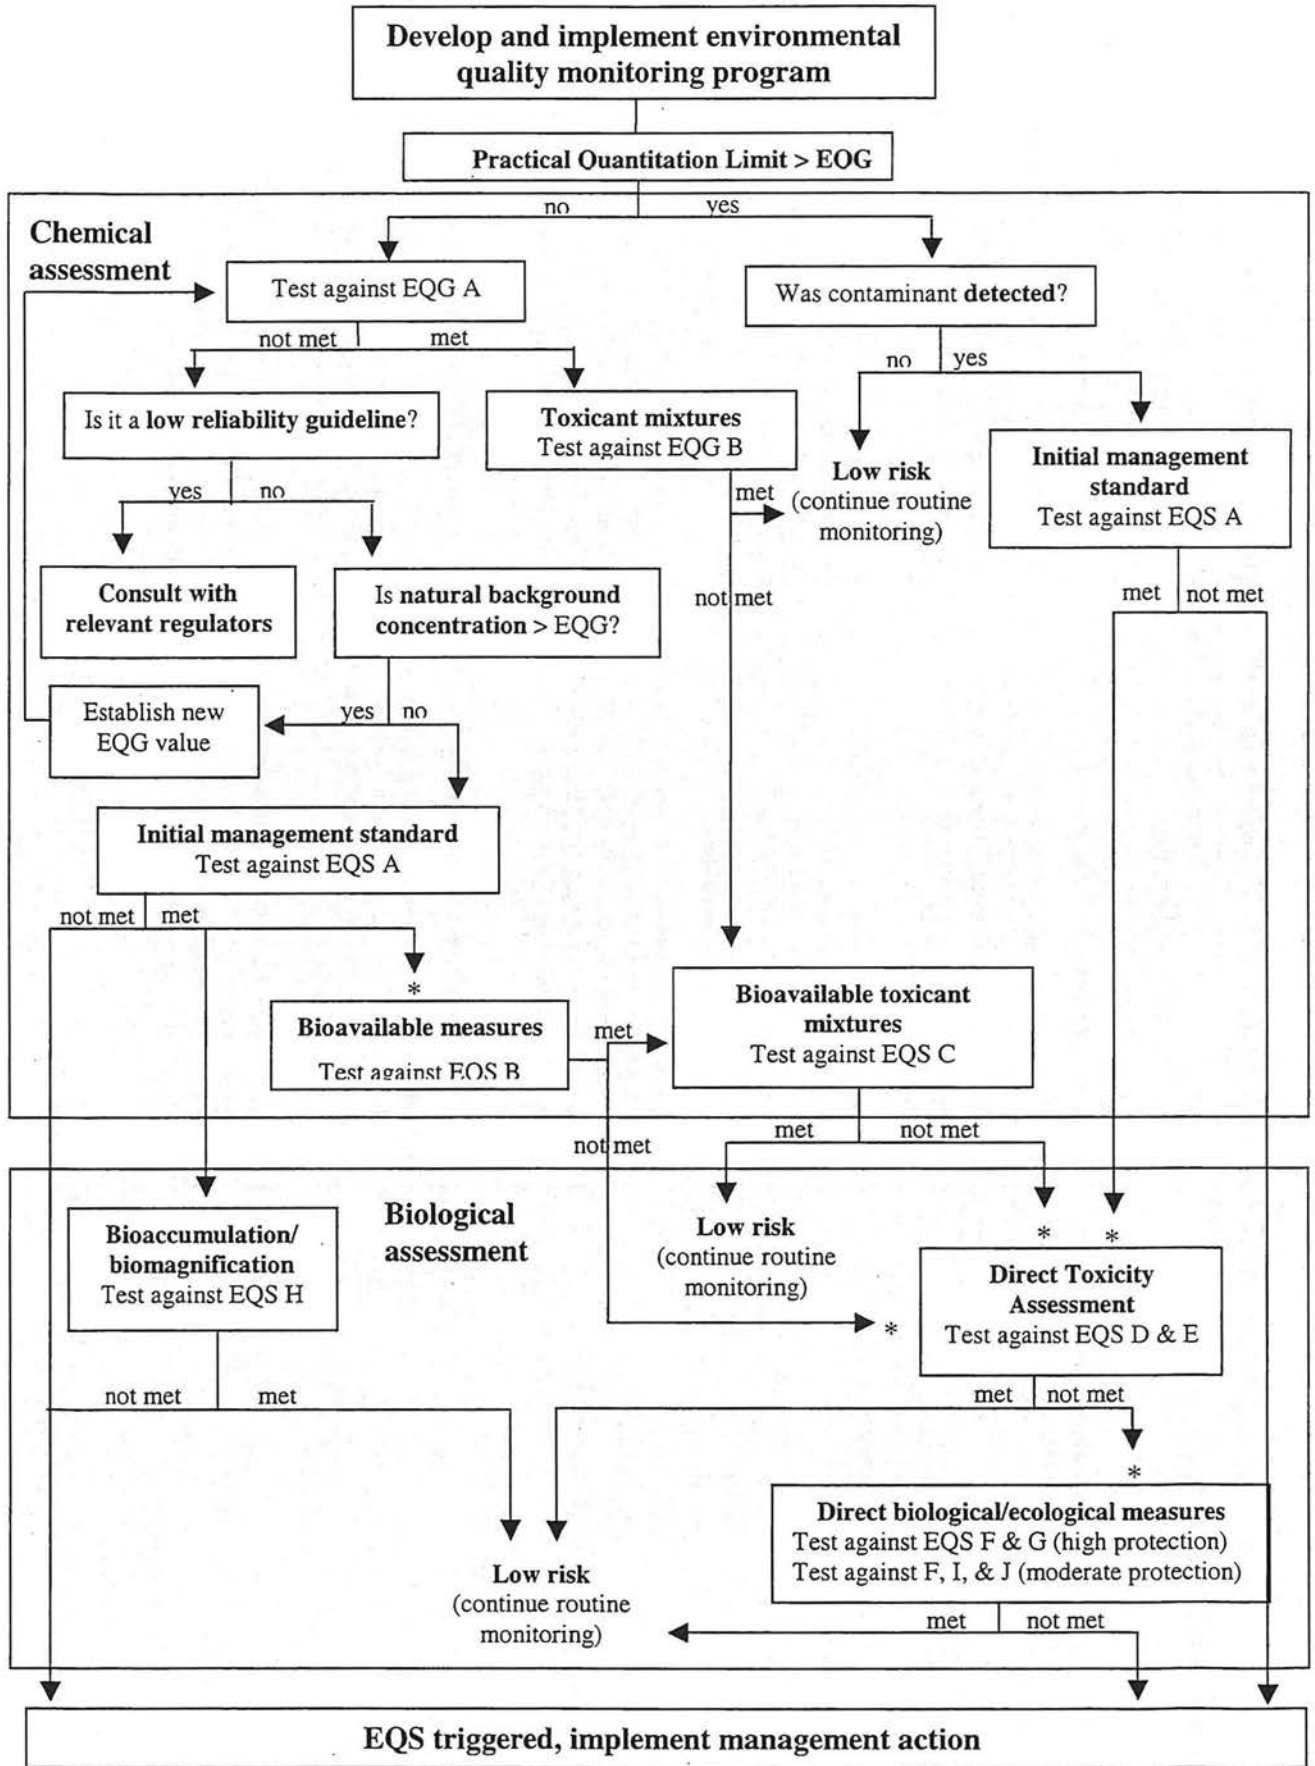 Develop and implement environmental
quality monitoring program
Practical Quantitation Limit > EOG
no
yes
Chemical
assessment
Test against EQG A
Was contaminant detected?
not met
met
no
yes
Is it a low reliability guideline?
Toxicant mixtures
Test against EQG B
Low risk
(continue routine
monitoring)
Initial management
standard
Test against EQS A
yes
no
met
Consult with
relevant regulators
Is natural background
concentration > EQG?
not met
met
not met
Establish new
EQG value
yes
no
Initial management standard
Test against EQS A
not met
met
*
Bioavailable measures
Test against EQS B
met
Bioavailable toxicant
mixtures
Test against EQS C
not met
met
not met
Bioaccumulation/
biomagnification
Test against EQS H
Biological
assessment
Low risk
(continue routine
monitoring)
*
*
Direct Toxicity
Assessment
Test against EQS D & E
*
not met
met
met
not met
*
Direct biological/ecological measures
Test against EQS F & G (high protection)
Test against F, I, & J (moderate protection)
Low risk
(continue routine
monitoring)
met
not met
EQS triggered, implement management action